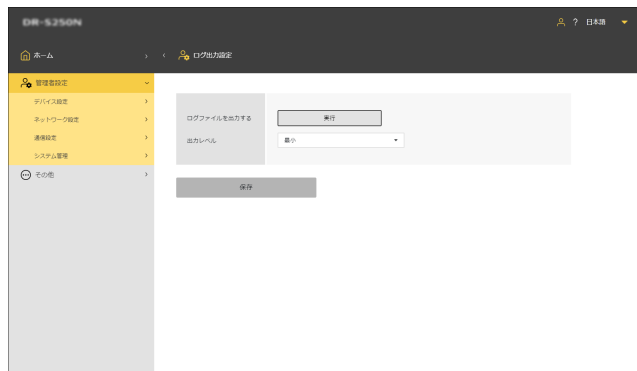 DR-S250N
? 日本語
ホーム
ログ出力設定
管理者設定
デバイス設定
ネットワーク設定
通信設定
システム管理
その他
ログファイルを出力する 実行
出力レベル 最小
保存